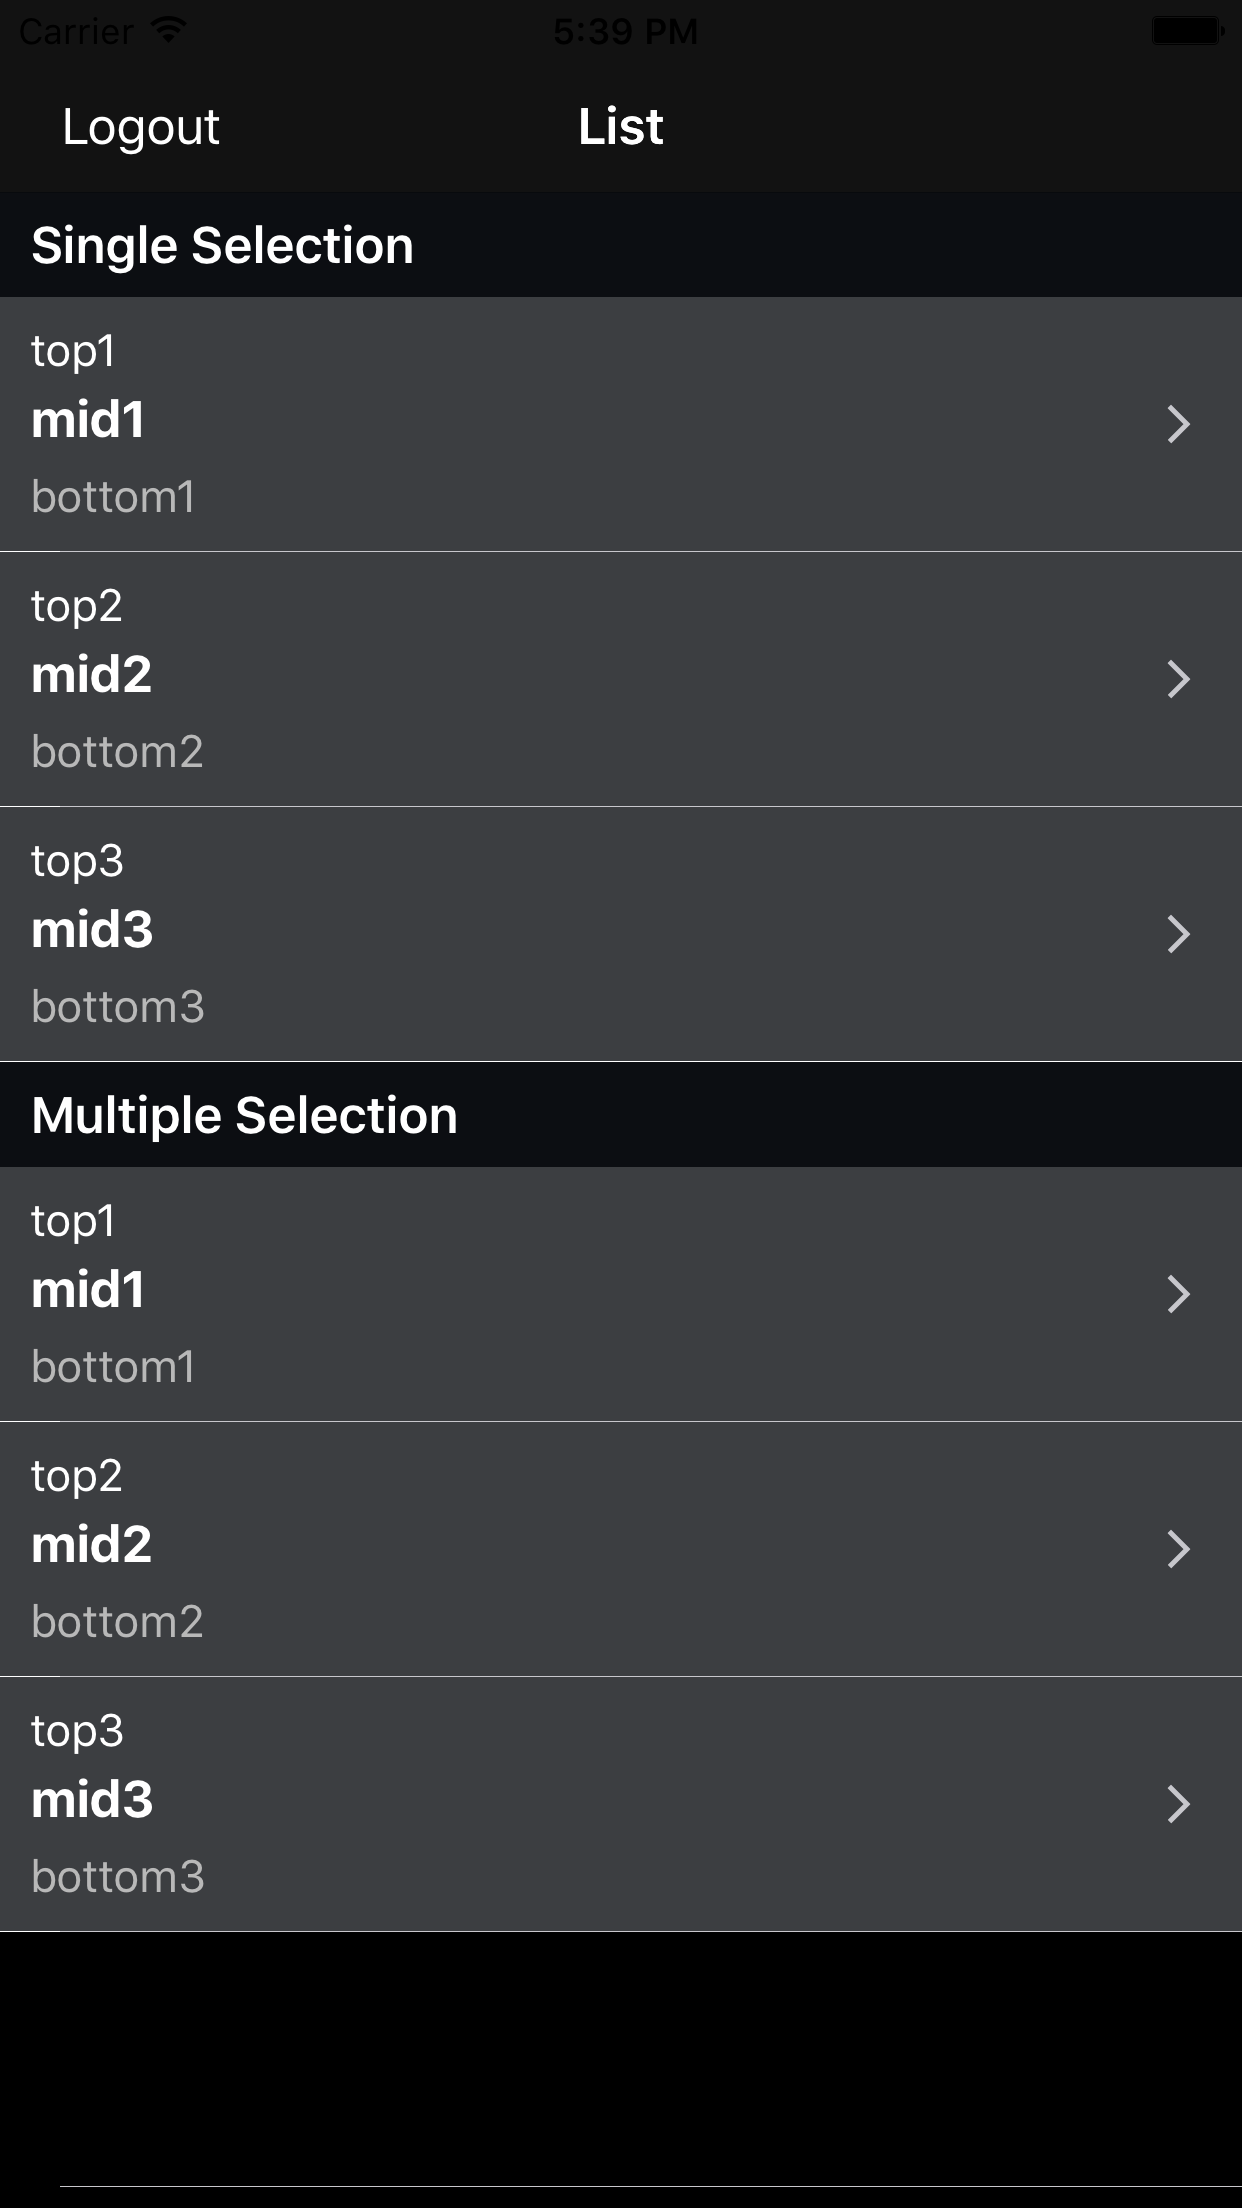 Carrier 5:39 PM
Logout List
Single Selection
top1
mid1
bottom1
top2
mid2
bottom2
top3
mid3
bottom3
Multiple Selection
top1
mid1
bottom1
top2
mid2
bottom2
top3
mid3
bottom3